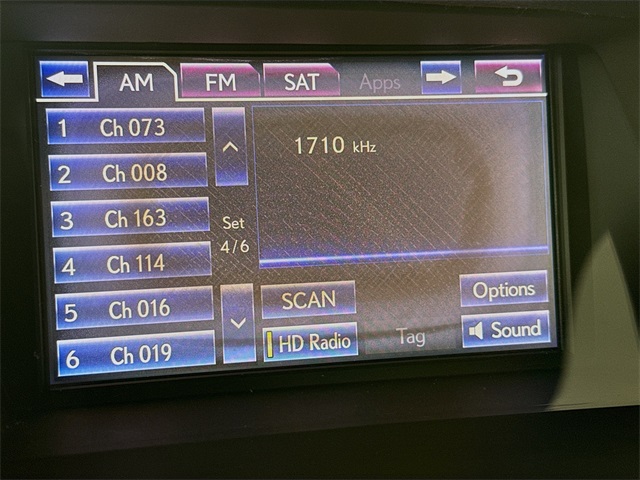 AM FM SAT Apps
1 Ch 073
2 Ch 008
3 Ch 163
4 Ch 114
5 Ch 016
6 Ch 019
Set
4/6
1710 kHz
SCAN
Options
HD Radio
Tag
Sound